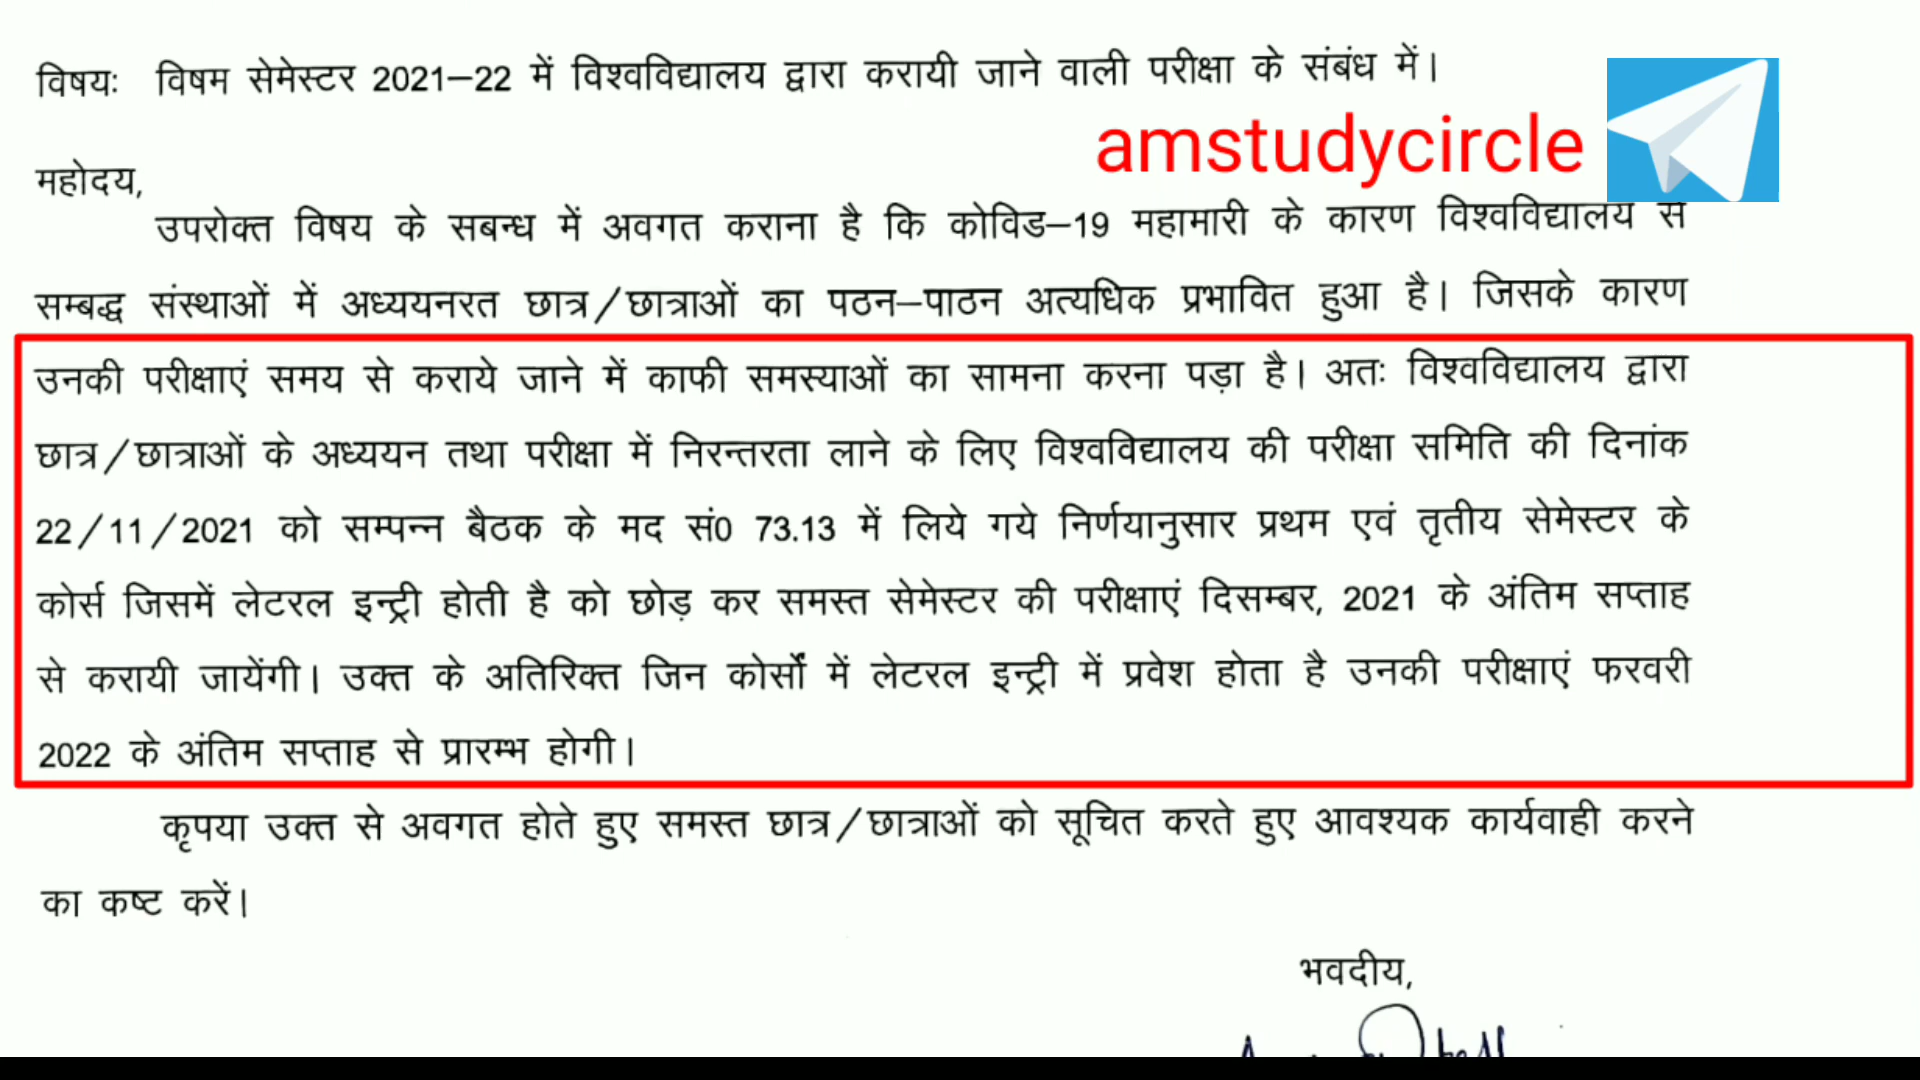 विषयः विषम सेमेस्टर 2021–22 में विश्वविद्यालय द्वारा करायी जाने वाली परीक्षा के संबंध में।
amstudycircle
महोदय,
उपरोक्त विषय के सबन्ध में अवगत कराना है कि कोविड–19 महामारी के कारण विश्वविद्यालय से
सम्बद्ध संस्थाओं में अध्ययनरत छात्र/छात्राओं का पठन–पाठन अत्यधिक प्रभावित हुआ है। जिसके कारण
उनकी परीक्षाएं समय से कराये जाने में काफी समस्याओं का सामना करना पड़ा है। अतः विश्वविद्यालय द्वारा
छात्र/छात्राओं के अध्ययन तथा परीक्षा में निरन्तरता लाने के लिए विश्वविद्यालय की परीक्षा समिति की दिनांक
22/11/2021 को सम्पन्न बैठक के मद सं0 73.13 में लिये गये निर्णयानुसार प्रथम एवं तृतीय सेमेस्टर के
कोर्स जिसमें लेटरल इन्ट्री होती है को छोड़ कर समस्त सेमेस्टर की परीक्षाएं दिसम्बर, 2021 के अंतिम सप्ताह
से करायी जायेंगी। उक्त के अतिरिक्त जिन कोर्सों में लेटरल इन्ट्री में प्रवेश होता है उनकी परीक्षाएं फरवरी
2022 के अंतिम सप्ताह से प्रारम्भ होगी।
कृपया उक्त से अवगत होते हुए समस्त छात्र/छात्राओं को सूचित करते हुए आवश्यक कार्यवाही करने
का कष्ट करें।
भवदीय,